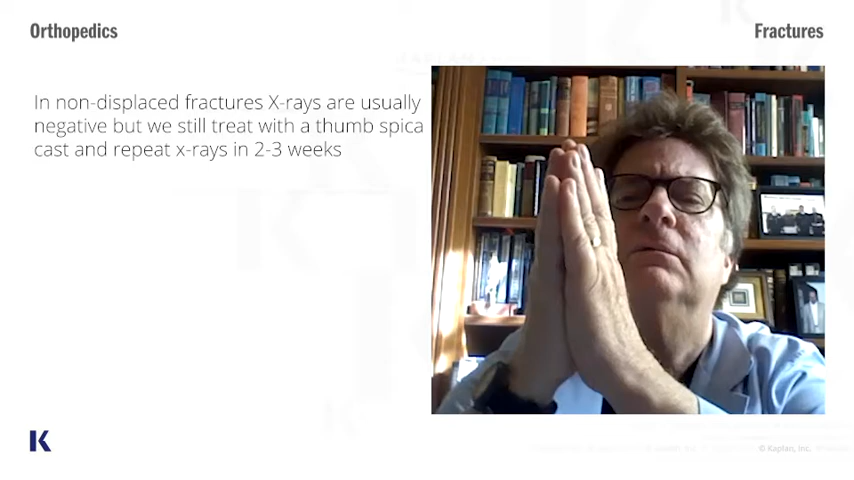 Orthopedics
Fractures
In non-displaced fractures X-rays are usually
negative but we still treat with a thumb spica
cast and repeat x-rays in 2-3 weeks
K
© Kaplan, Inc.